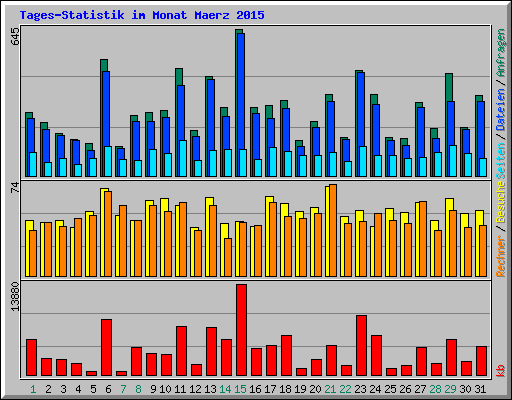 Tages-Statistik im Monat Maerz 2015
645
74
13880
Rechner / Besuche Seiten / Dateien / Anfragen
kb
1 2 3 4 5 6 7 8 9 10 11 12 13 14 15 16 17 18 19 20 21 22 23 24 25 26 27 28 29 30 31